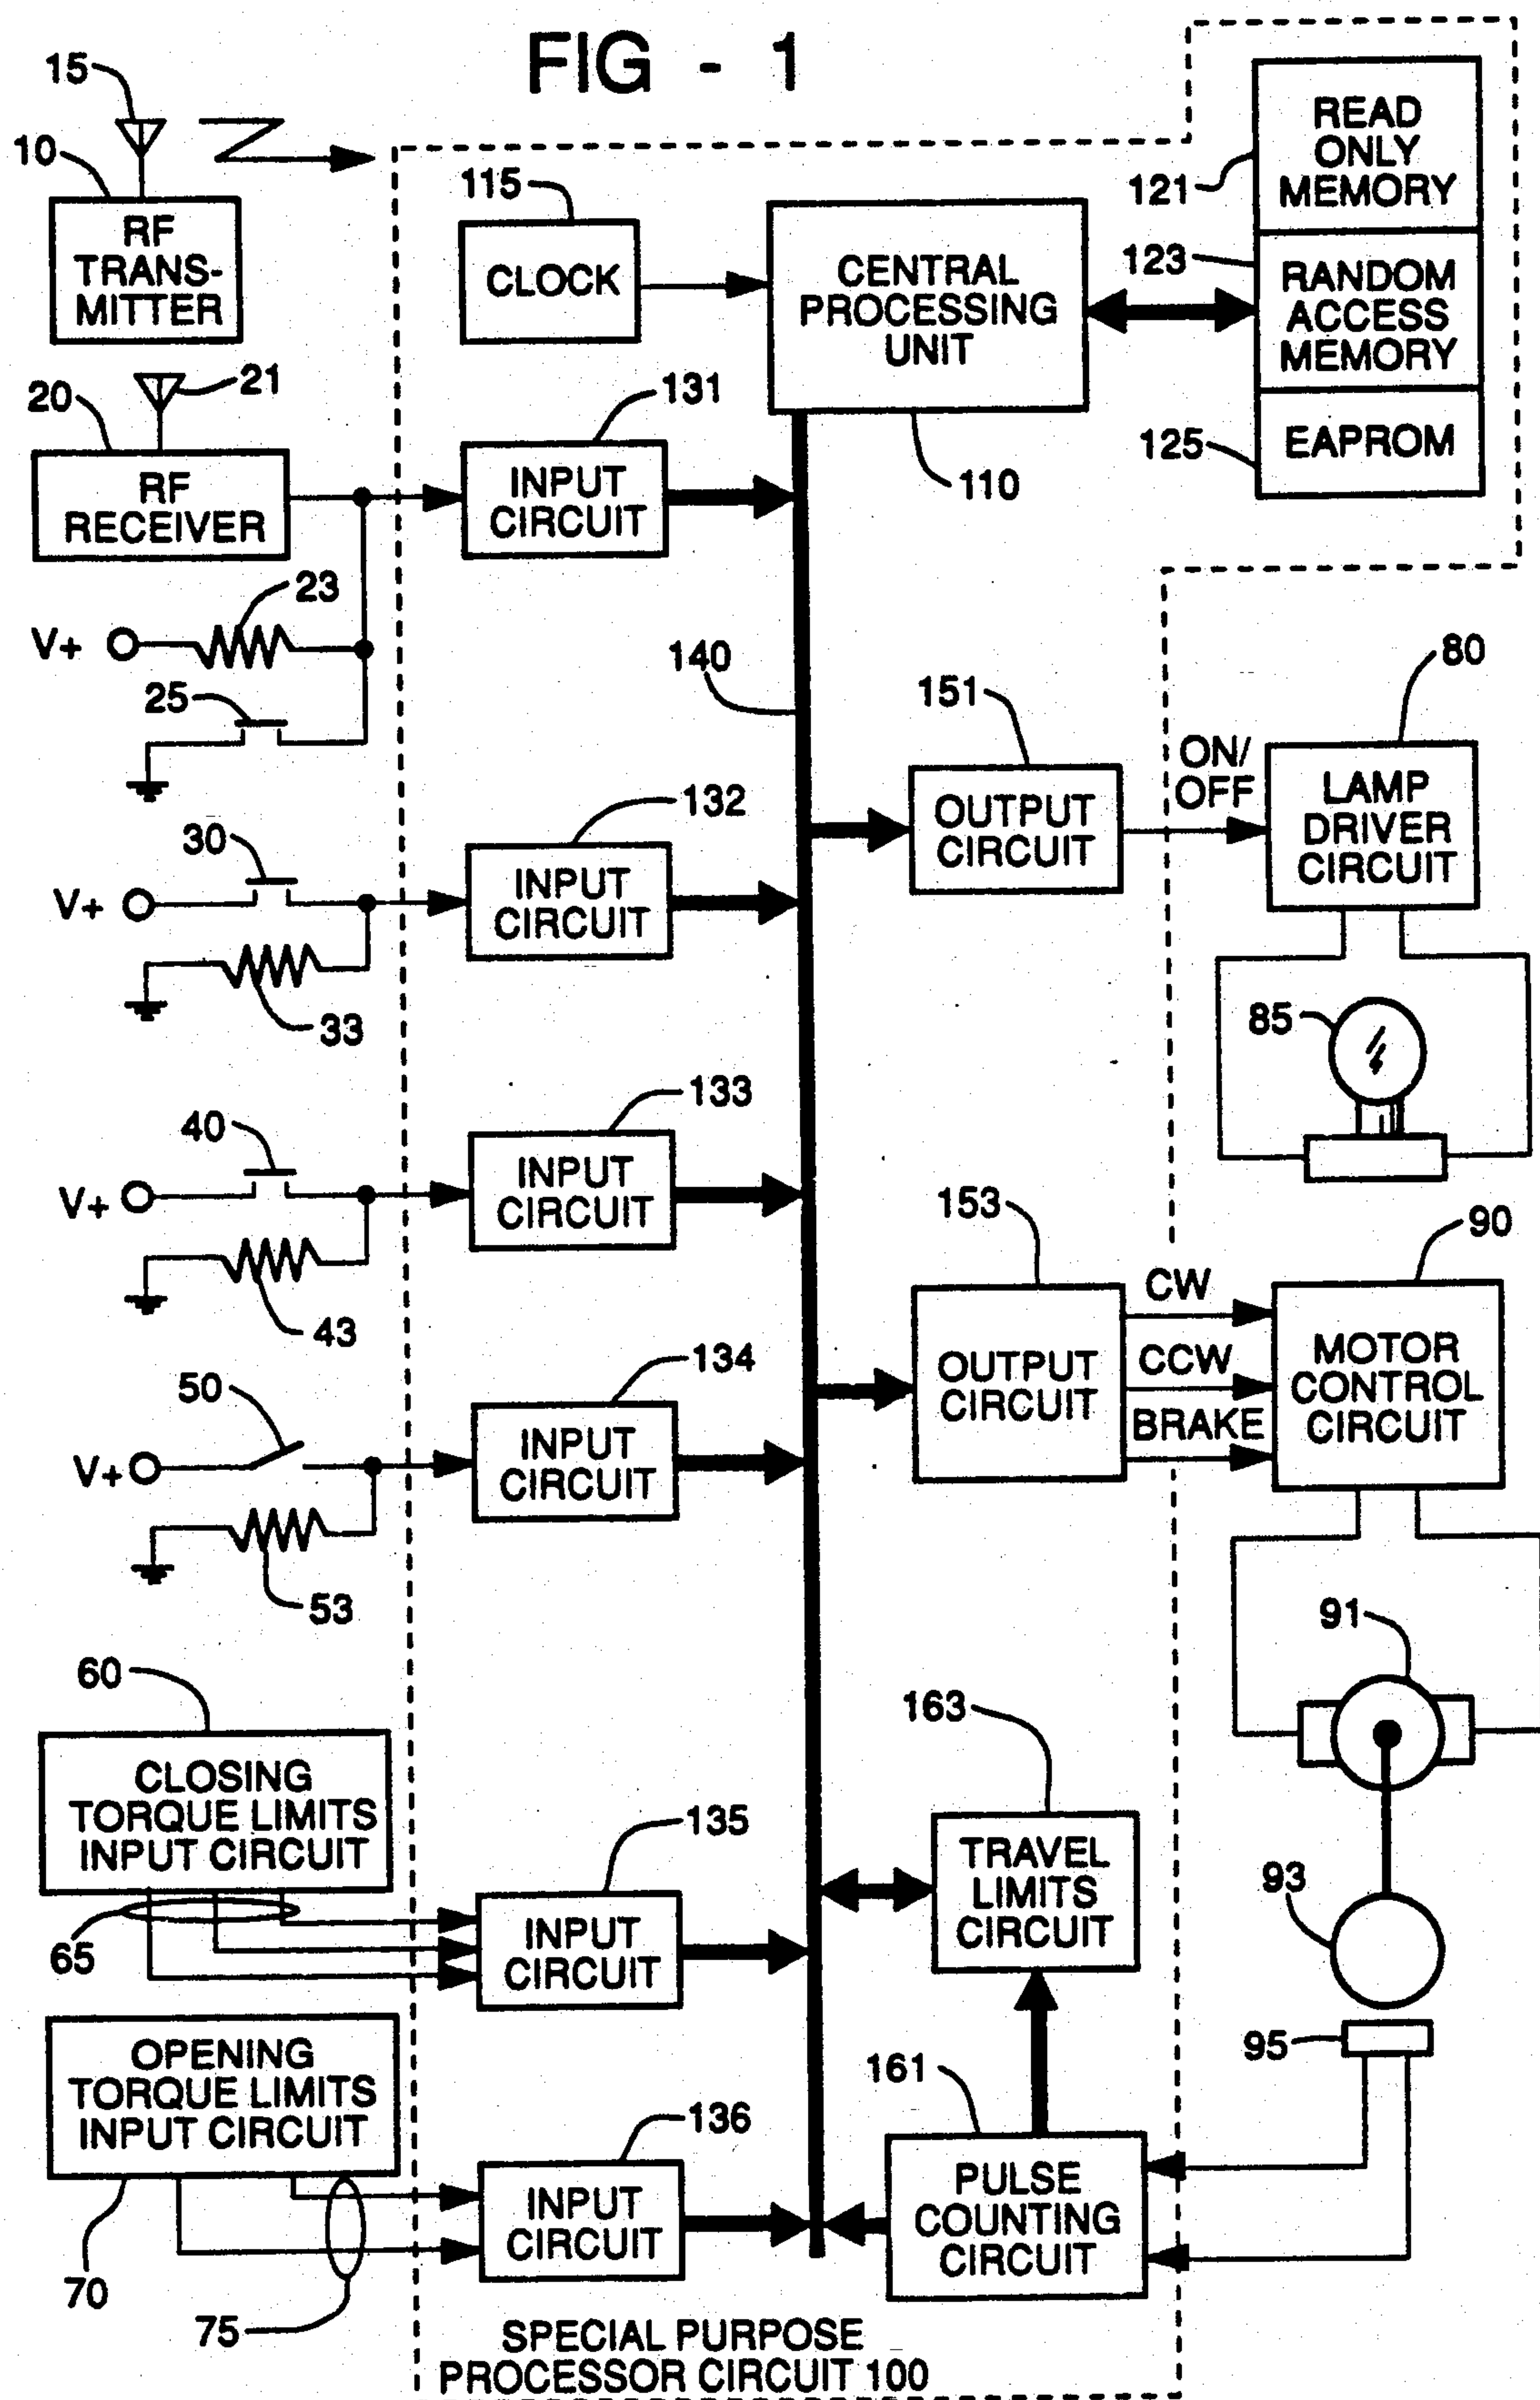 FIG - 1
15
10
RF
TRANS-
MITTER
115
CLOCK
CENTRAL
PROCESSING
UNIT
110
121
READ
ONLY
MEMORY
123
RANDOM
ACCESS
MEMORY
125
EAPROM
20
21
RF
RECEIVER
131
INPUT
CIRCUIT
23
V+
25
140
151
OUTPUT
CIRCUIT
ON/
OFF
80
LAMP
DRIVER
CIRCUIT
85
30
V+
33
132
INPUT
CIRCUIT
40
V+
43
133
INPUT
CIRCUIT
153
OUTPUT
CIRCUIT
CW
CCW
BRAKE
90
MOTOR
CONTROL
CIRCUIT
50
V+
53
134
INPUT
CIRCUIT
91
93
95
60
CLOSING
TORQUE LIMITS
INPUT CIRCUIT
65
135
INPUT
CIRCUIT
163
TRAVEL
LIMITS
CIRCUIT
OPENING
TORQUE LIMITS
INPUT CIRCUIT
70
75
136
INPUT
CIRCUIT
161
PULSE
COUNTING
CIRCUIT
SPECIAL PURPOSE
PROCESSOR CIRCUIT 100